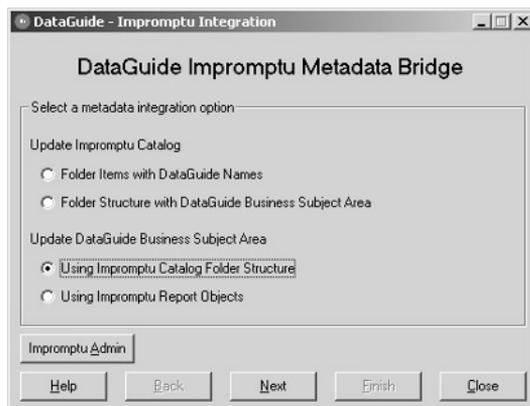 DataGuide - Impromptu Integration
DataGuide Impromptu Metadata Bridge
Select a metadata integration option
Update Impromptu Catalog
Folder Items with DataGuide Names
Folder Structure with DataGuide Business Subject Area
Update DataGuide Business Subject Area
Using Impromptu Catalog Folder Structure
Using Impromptu Report Objects
Impromptu Admin
Help Back Next Finish Close